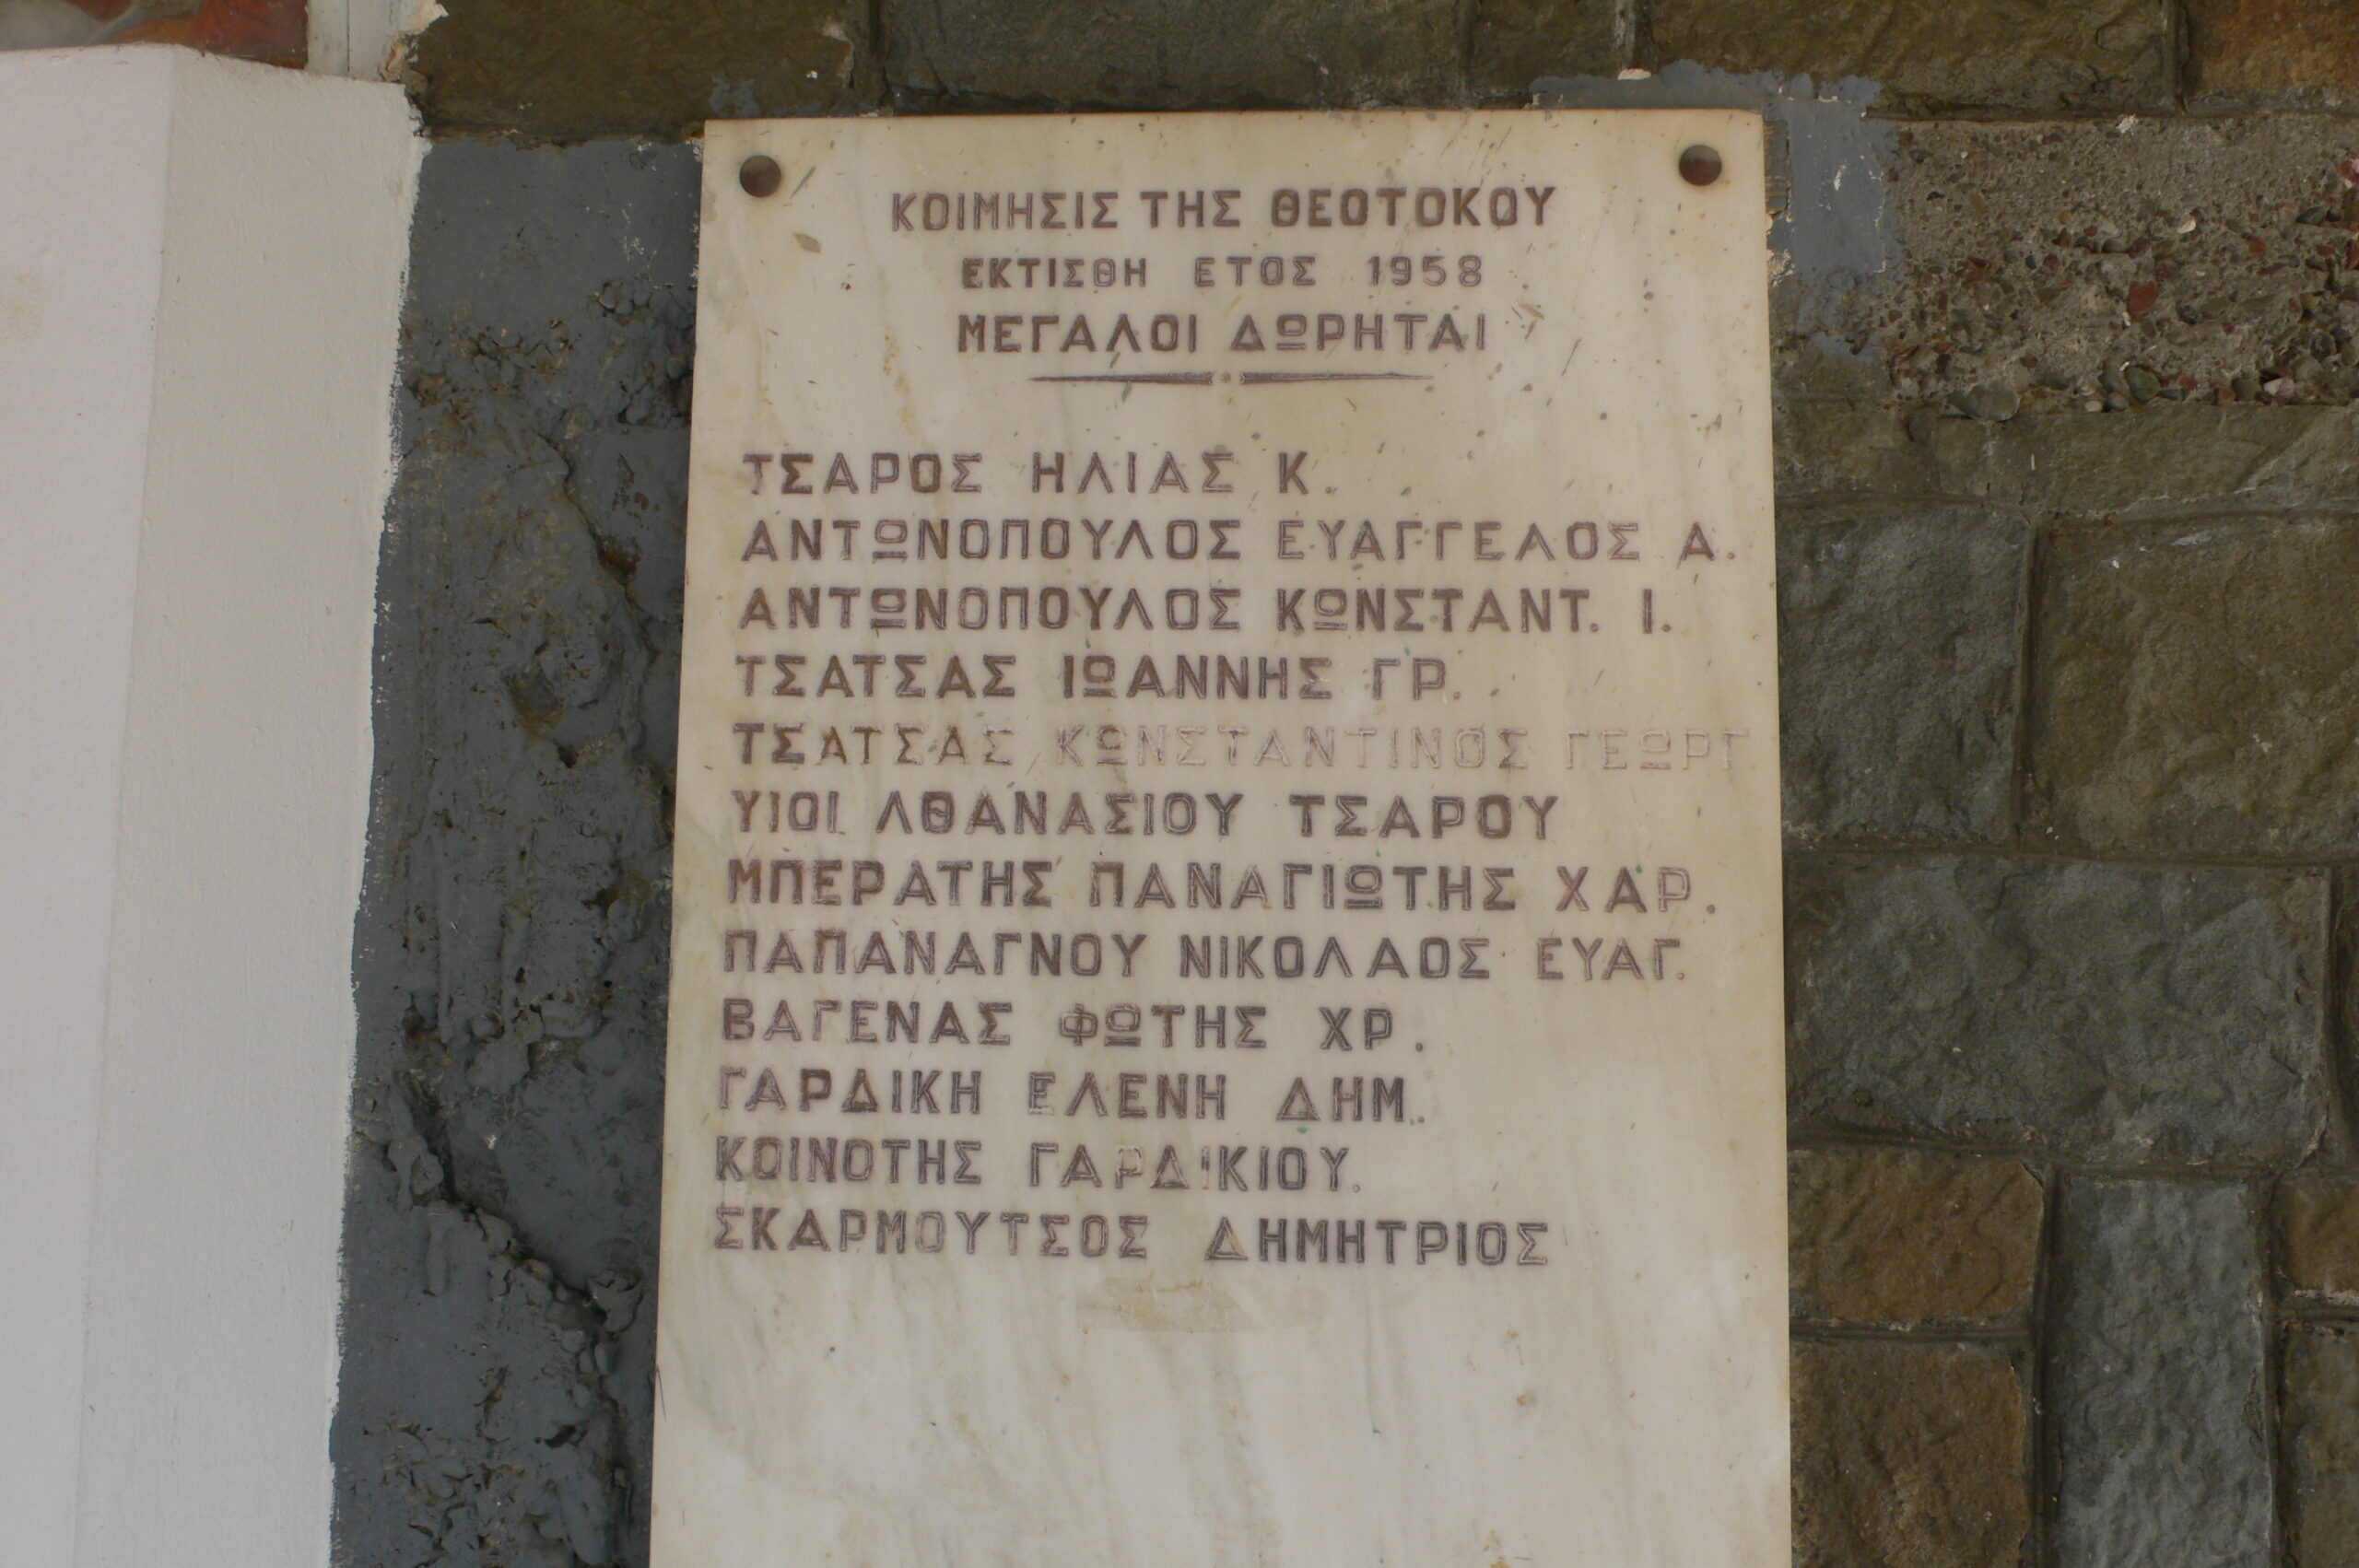 ΚΟΙΜΗΣΙΣ ΤΗΣ ΘΕΟΤΟΚΟΥ
ΕΚΤΙΣΘΗ ΕΤΟΣ 1958
ΜΕΓΑΛΟΙ ΔΩΡΗΤΑΙ
ΤΣΑΡΟΣ ΗΛΙΑΣ Κ.
ΑΝΤΩΝΟΠΟΥΛΟΣ ΕΥΑΓΓΕΛΟΣ Α.
ΑΝΤΩΝΟΠΟΥΛΟΣ ΚΩΝΣΤΑΝΤ. Ι.
ΤΣΑΤΣΑΣ ΙΩΑΝΝΗΣ ΓΡ.
ΤΣΑΤΣΑΣ ΚΩΝΣΤΑΝΤΙΝΟΣ ΓΕΩΡΓ
ΥΙΟΙ ΑΘΑΝΑΣΙΟΥ ΤΣΑΡΟΥ
ΜΠΕΡΑΤΗΣ ΠΑΝΑΓΙΩΤΗΣ ΧΑΡ.
ΠΑΠΑΝΑΓΝΟΥ ΝΙΚΟΛΑΟΣ ΕΥΑΓ.
ΒΑΓΕΝΑΣ ΦΩΤΗΣ ΧΡ.
ΓΑΡΔΙΚΗ ΕΛΕΝΗ ΔΗΜ.
ΚΟΙΝΟΤΗΣ ΓΑΡΔΙΚΙΟΥ.
ΣΚΑΡΜΟΥΤΣΟΣ ΔΗΜΗΤΡΙΟΣ